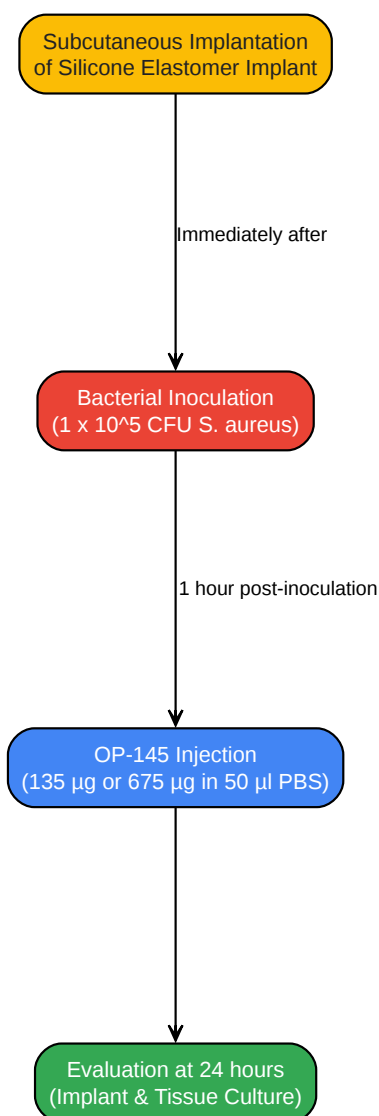 Subcutaneous Implantation
of Silicone Elastomer Implant
Immediately after
Bacterial Inoculation
(1 x 10^5 CFU S. aureus)
1 hour post-inoculation
OP-145 Injection
(135 µg or 675 µg in 50 µl PBS)
Evaluation at 24 hours
(Implant & Tissue Culture)